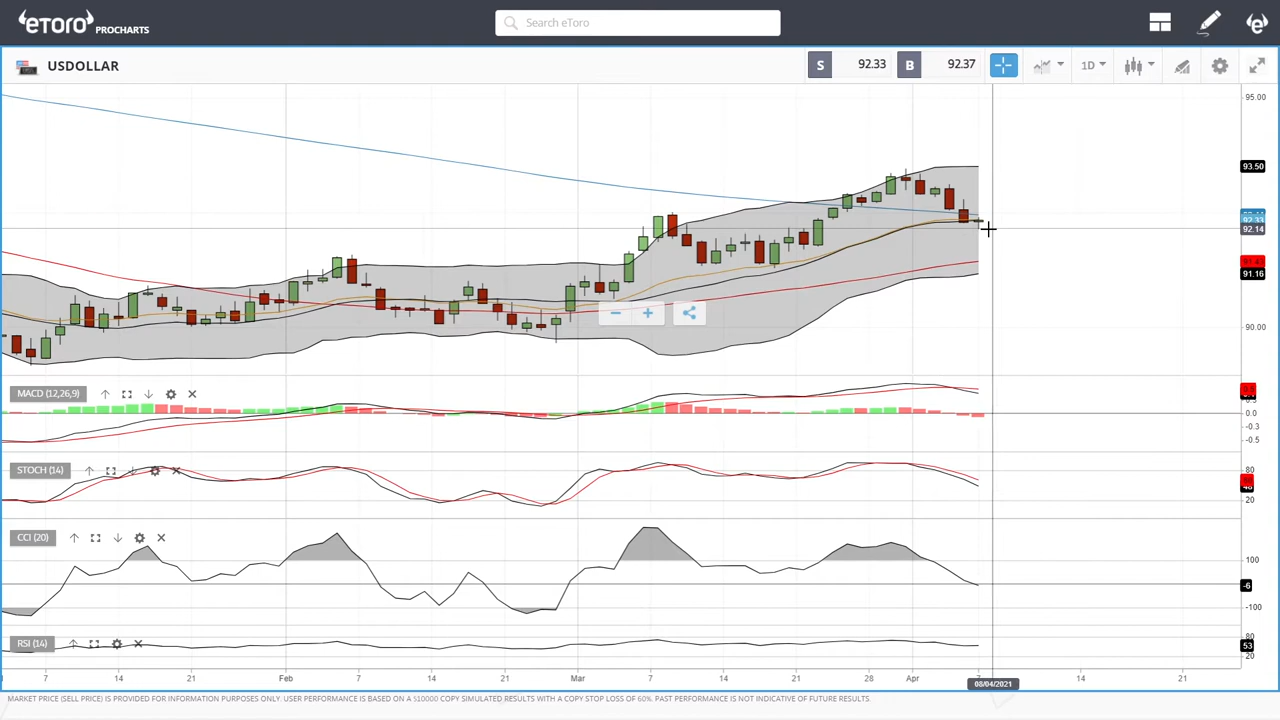 eToro PROCHARTS
Search eToro
USDOLLAR
S 92.33 B 92.37
1D
95.00
93.50
92.33
92.14
91.16
90.00
MACD (12,26,9)
0.0
-0.3
-0.5
STOCH (14)
80
20
CCI (20)
100
-6
-100
RSI (14)
80
53
20
7 14 21 Feb 7 14 21 Mar 7 14 21 28 Apr 7 14 21
08/04/2021
MARKET PRICE (SELL PRICE) IS PROVIDED FOR INFORMATION PURPOSES ONLY. USER PERFORMANCE IS BASED ON A $10000 COPY SIMULATED RESULTS WITH A COPY STOP LOSS OF 60%. PAST PERFORMANCE IS NOT INDICATIVE OF FUTURE RESULTS.